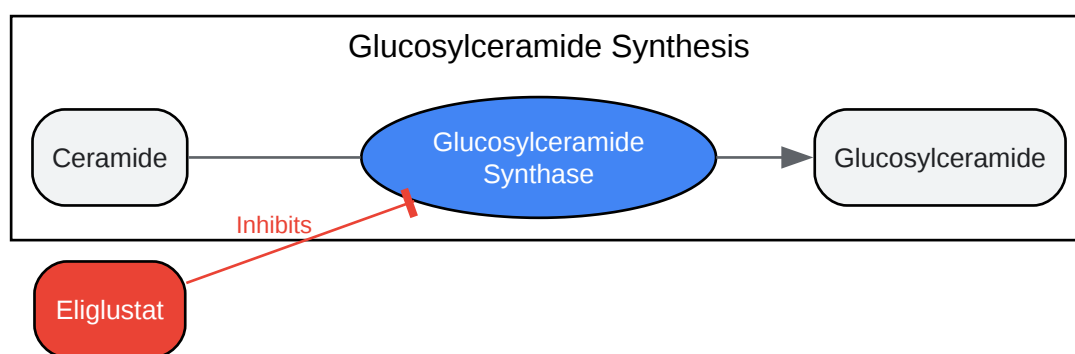 Glucosylceramide Synthesis
Ceramide
Glucosylceramide
Synthase
Glucosylceramide
Inhibits
Eliglustat